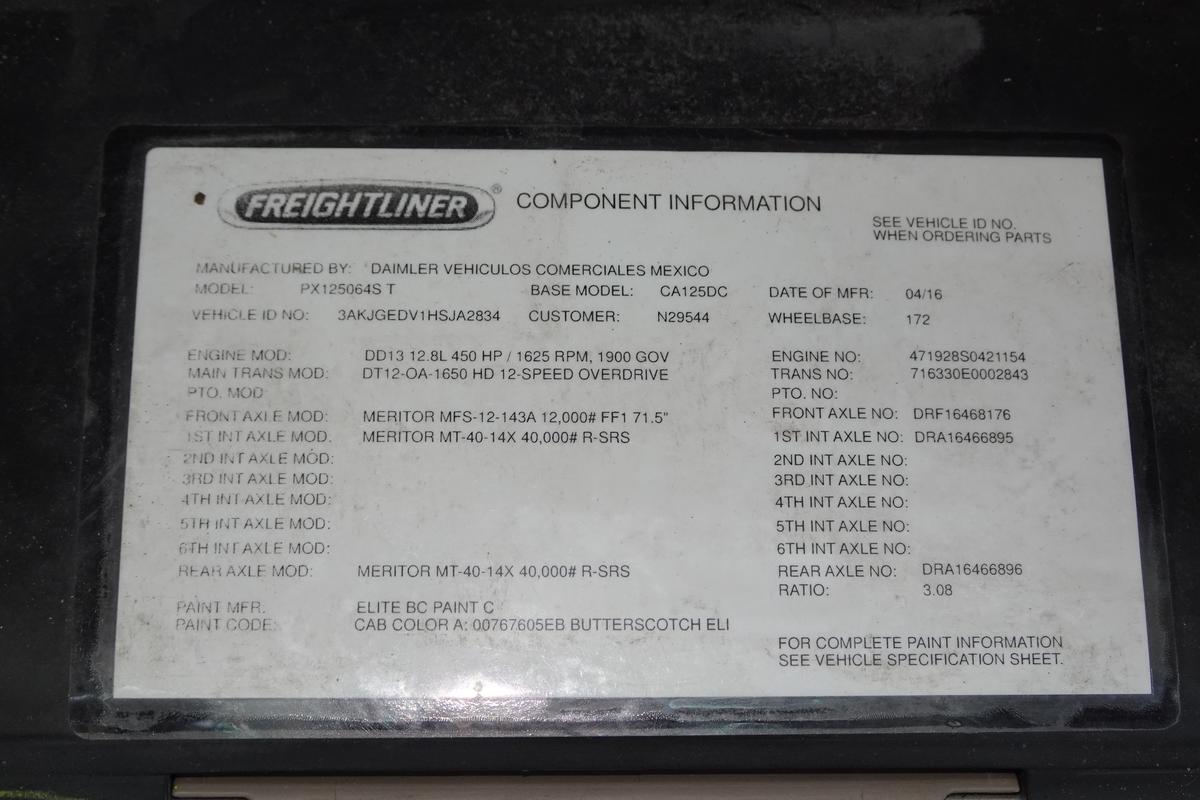 FREIGHTLINER® COMPONENT INFORMATION
SEE VEHICLE ID NO.
WHEN ORDERING PARTS
MANUFACTURED BY: DAIMLER VEHICULOS COMERCIALES MEXICO
MODEL: PX125064S T BASE MODEL: CA125DC DATE OF MFR: 04/16
VEHICLE ID NO: 3AKJGEDV1HSJA2834 CUSTOMER: N29544 WHEELBASE: 172
ENGINE MOD: DD13 12.8L 450 HP / 1625 RPM, 1900 GOV ENGINE NO: 471928S0421154
MAIN TRANS MOD: DT12-OA-1650 HD 12-SPEED OVERDRIVE TRANS NO: 716330E0002843
PTO. MOD PTO. NO:
FRONT AXLE MOD: MERITOR MFS-12-143A 12,000# FF1 71.5" FRONT AXLE NO: DRF16468176
1ST INT AXLE MOD. MERITOR MT-40-14X 40,000# R-SRS 1ST INT AXLE NO: DRA16466895
2ND INT AXLE MOD: 2ND INT AXLE NO:
3RD INT AXLE MOD: 3RD INT AXLE NO:
4TH INT AXLE MOD: 4TH INT AXLE NO:
5TH INT AXLE MOD: 5TH INT AXLE NO:
6TH INT AXLE MOD: 6TH INT AXLE NO:
REAR AXLE MOD: MERITOR MT-40-14X 40,000# R-SRS REAR AXLE NO: DRA16466896
RATIO: 3.08
PAINT MFR. ELITE BC PAINT C
PAINT CODE: CAB COLOR A: 00767605EB BUTTERSCOTCH ELI
FOR COMPLETE PAINT INFORMATION
SEE VEHICLE SPECIFICATION SHEET.